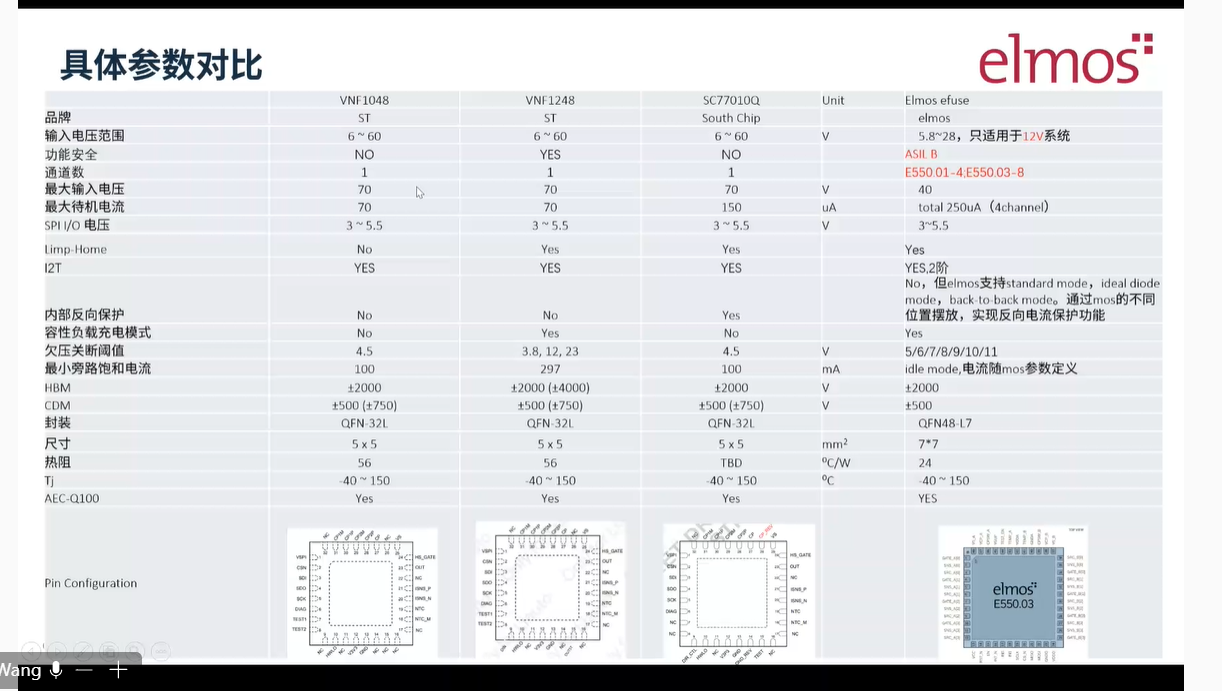 具体参数对比
elmos
VNF1048 VNF1248 SC77010Q Unit Elmos efuse
品牌 ST ST South Chip elmos
输入电压范围 6 ~ 60 6 ~ 60 6 ~ 60 V 5.8~28，只适用于12V系统
功能安全 NO YES NO ASIL B
通道数 1 1 1 E550.01-4;E550.03-8
最大输入电压 70 70 70 V 40
最大待机电流 70 70 150 uA total 250uA（4channel）
SPI I/O 电压 3 ~ 5.5 3 ~ 5.5 3 ~ 5.5 V 3~5.5
Limp-Home No Yes Yes Yes
I2T YES YES YES YES,2阶
No，但elmos支持standard mode，ideal diode
mode，back-to-back mode。通过mos的不同
内部反向保护 No No Yes 位置摆放，实现反向电流保护功能
容性负载充电模式 No Yes No Yes
欠压关断阈值 4.5 3.8, 12, 23 4.5 V 5/6/7/8/9/10/11
最小旁路饱和电流 100 297 100 mA idle mode,电流随mos参数定义
HBM ±2000 ±2000 (±4000) ±2000 V ±2000
CDM ±500 (±750) ±500 (±750) ±500 (±750) V ±500
封装 QFN-32L QFN-32L QFN-32L QFN48-L7
尺寸 5 x 5 5 x 5 5 x 5 mm² 7*7
热阻 56 56 TBD ⁰C/W 24
Tj -40 ~ 150 -40 ~ 150 -40 ~ 150 ⁰C -40 ~ 150
AEC-Q100 Yes Yes Yes YES
Pin Configuration
elmos
E550.03
Wang